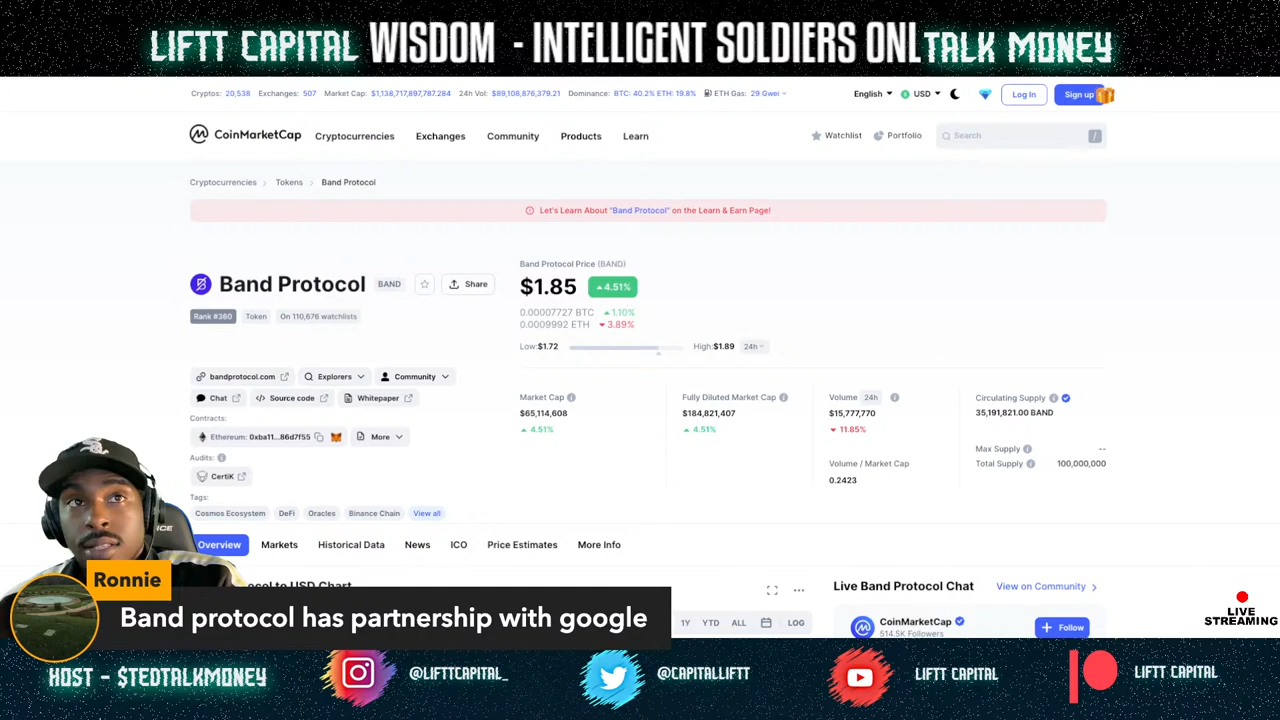 LIFTT CAPITAL WISDOM - INTELLIGENT SOLDIERS ONL TALK MONEY
Cryptos: 20,538 Exchanges: 507 Market Cap: $1,138,717,897,787.284 24h Vol: $89,108,876,379.21 Dominance: BTC: 40.2% ETH: 19.8% ETH Gas: 29 Gwei English USD Log In Sign up
CoinMarketCap Cryptocurrencies Exchanges Community Products Learn Watchlist Portfolio Search /
Cryptocurrencies > Tokens > Band Protocol
Let's Learn About "Band Protocol" on the Learn & Earn Page!
Band Protocol BAND Share
Rank #360 Token On 110,676 watchlists
bandprotocol.com Explorers Community
Chat Source code Whitepaper
Contracts:
Ethereum: 0xba11...86d7f55 More
Audits:
CertiK
Tags:
Cosmos Ecosystem DeFi Oracles Binance Chain View all
Band Protocol Price (BAND)
$1.85 4.51%
0.00007727 BTC 1.10%
0.0009992 ETH 3.89%
Low: $1.72 High: $1.89 24h
Market Cap
$65,114,608
4.51%
Fully Diluted Market Cap
$184,821,407
4.51%
Volume 24h
$15,777,770
11.85%
Volume / Market Cap
0.2423
Circulating Supply
35,191,821.00 BAND
Max Supply --
Total Supply 100,000,000
Overview Markets Historical Data News ICO Price Estimates More Info
ocol to USD Chart
1Y YTD ALL LOG
Live Band Protocol Chat View on Community
CoinMarketCap
514.5K Followers
+ Follow
ICE
Ronnie
Band protocol has partnership with google
LIVE
STREAMING
HOST - $TEDTALKMONEY @LIFTTCAPITAL_ @CAPITALLIFTT LIFTT CAPITAL LIFTT CAPITAL